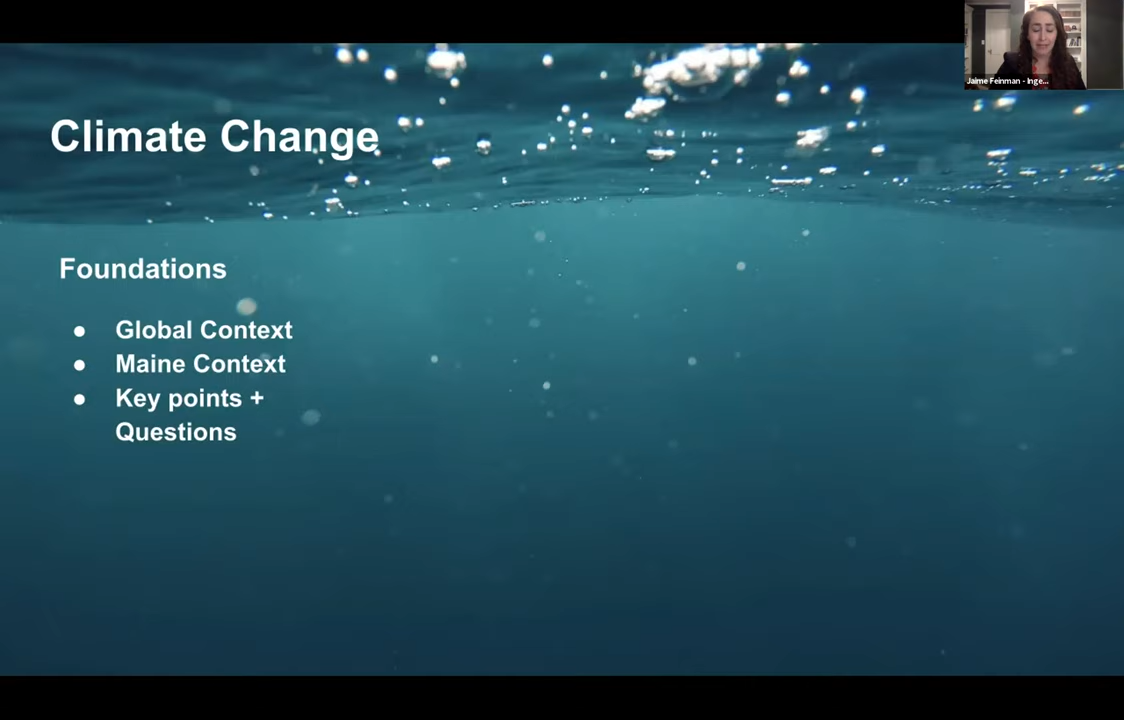 Climate Change
Jaime Feinman - Inge...
Foundations
● Global Context
● Maine Context
● Key points +
Questions